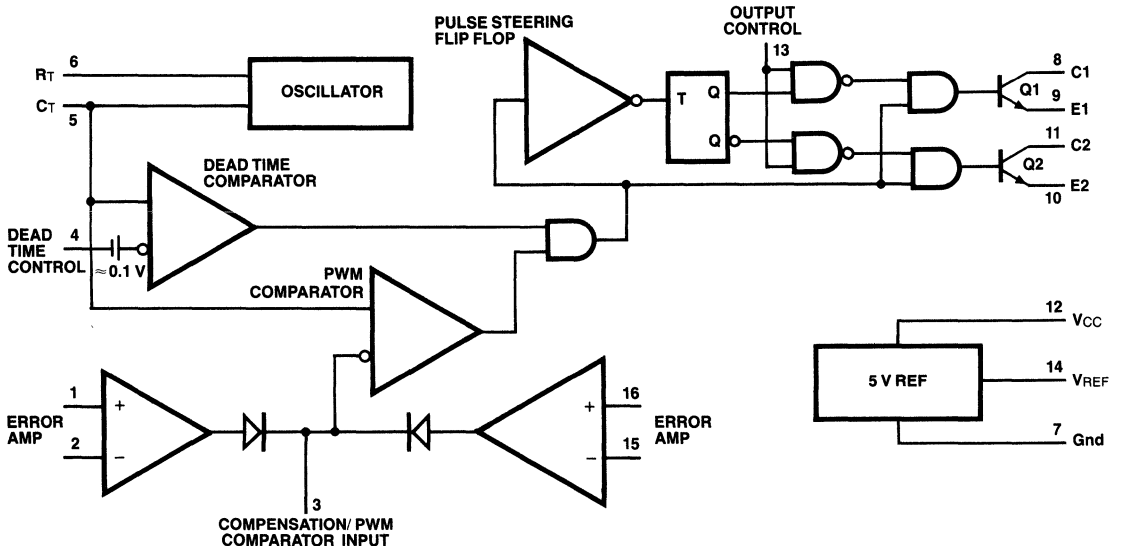 PULSE STEERING
FLIP FLOP
OUTPUT
CONTROL
13
RT 6
OSCILLATOR
CT
5
T Q
Q
8
C1
Q1
9
E1
11
C2
Q2
E2
10
DEAD TIME
COMPARATOR
DEAD
TIME
CONTROL
4
≈0.1 V
PWM
COMPARATOR
12
VCC
5 V REF
14
VREF
7
Gnd
1
+
ERROR
AMP
2
−
+
16
ERROR
AMP
−
15
3
COMPENSATION/PWM
COMPARATOR INPUT